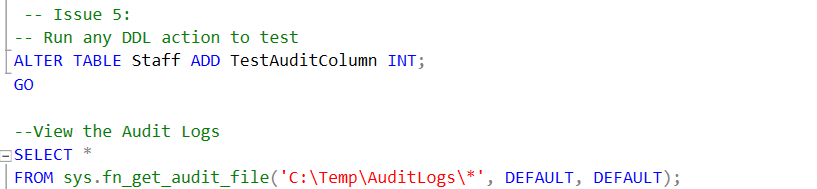 -- Issue 5:
-- Run any DDL action to test
ALTER TABLE Staff ADD TestAuditColumn INT;
GO
--View the Audit Logs
SELECT *
FROM sys.fn_get_audit_file('C:\Temp\AuditLogs\*', DEFAULT, DEFAULT);